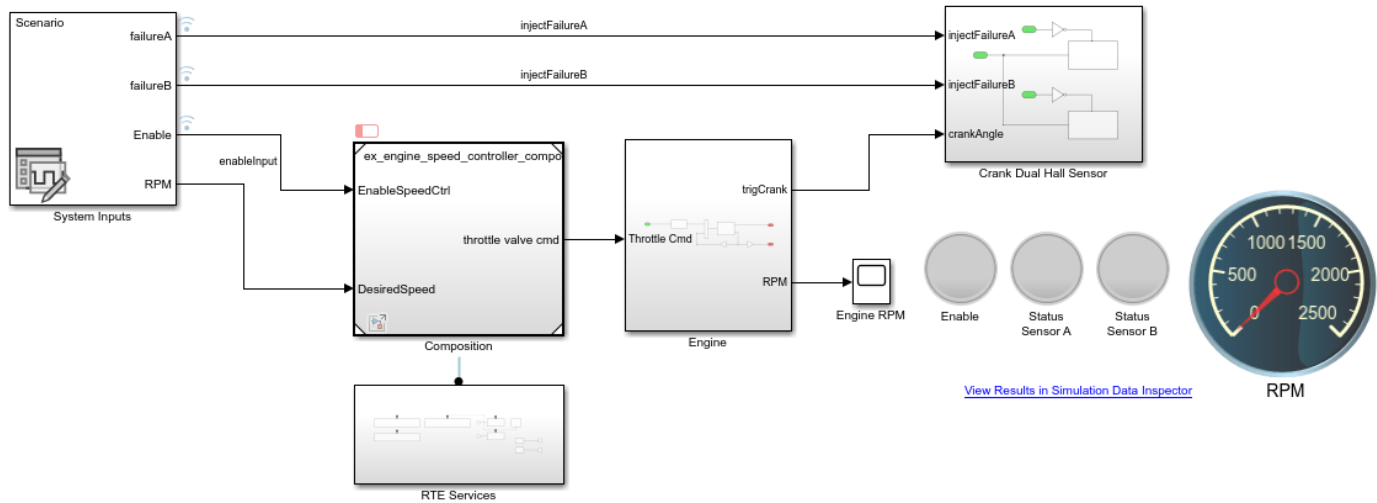 Scenario
failureA
failureB
Enable
RPM
System Inputs
injectFailureA
injectFailureB
enableInput
ex_engine_speed_controller_compo
EnableSpeedCtrl
throttle valve cmd
DesiredSpeed
Composition
RTE Services
trigCrank
Throttle Cmd
RPM
Engine
Engine RPM
injectFailureA
injectFailureB
crankAngle
Crank Dual Hall Sensor
Enable
Status
Sensor A
Status
Sensor B
View Results in Simulation Data Inspector
0
500
1000
1500
2000
2500
RPM